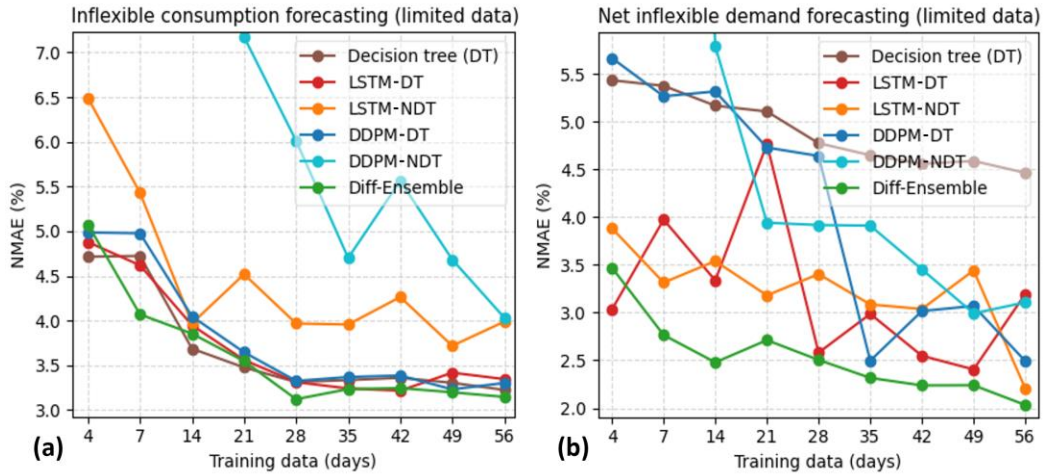 Inflexible consumption forecasting (limited data)
7.0
6.5
6.0
5.5
5.0
4.5
4.0
3.5
3.0
NMAE (%)
Decision tree (DT)
LSTM-DT
LSTM-NDT
DDPM-DT
DDPM-NDT
Diff-Ensemble
4 7 14 21 28 35 42 49 56
Training data (days)
(a)
Net inflexible demand forecasting (limited data)
5.5
5.0
4.5
4.0
3.5
3.0
2.5
2.0
NMAE (%)
Decision tree (DT)
LSTM-DT
LSTM-NDT
DDPM-DT
DDPM-NDT
Diff-Ensemble
4 7 14 21 28 35 42 49 56
Training data (days)
(b)